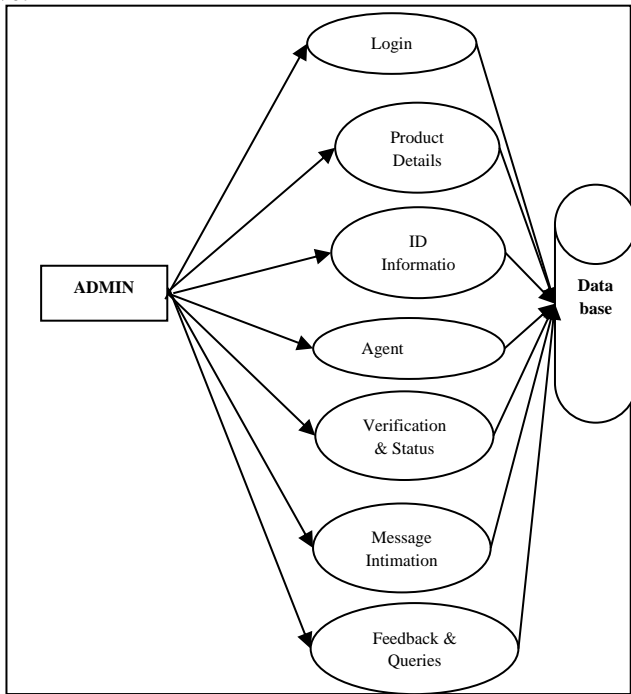 Login
Product
Details
ID
Informatio
ADMIN
Data
base
Agent
Verification
& Status
Message
Intimation
Feedback &
Queries